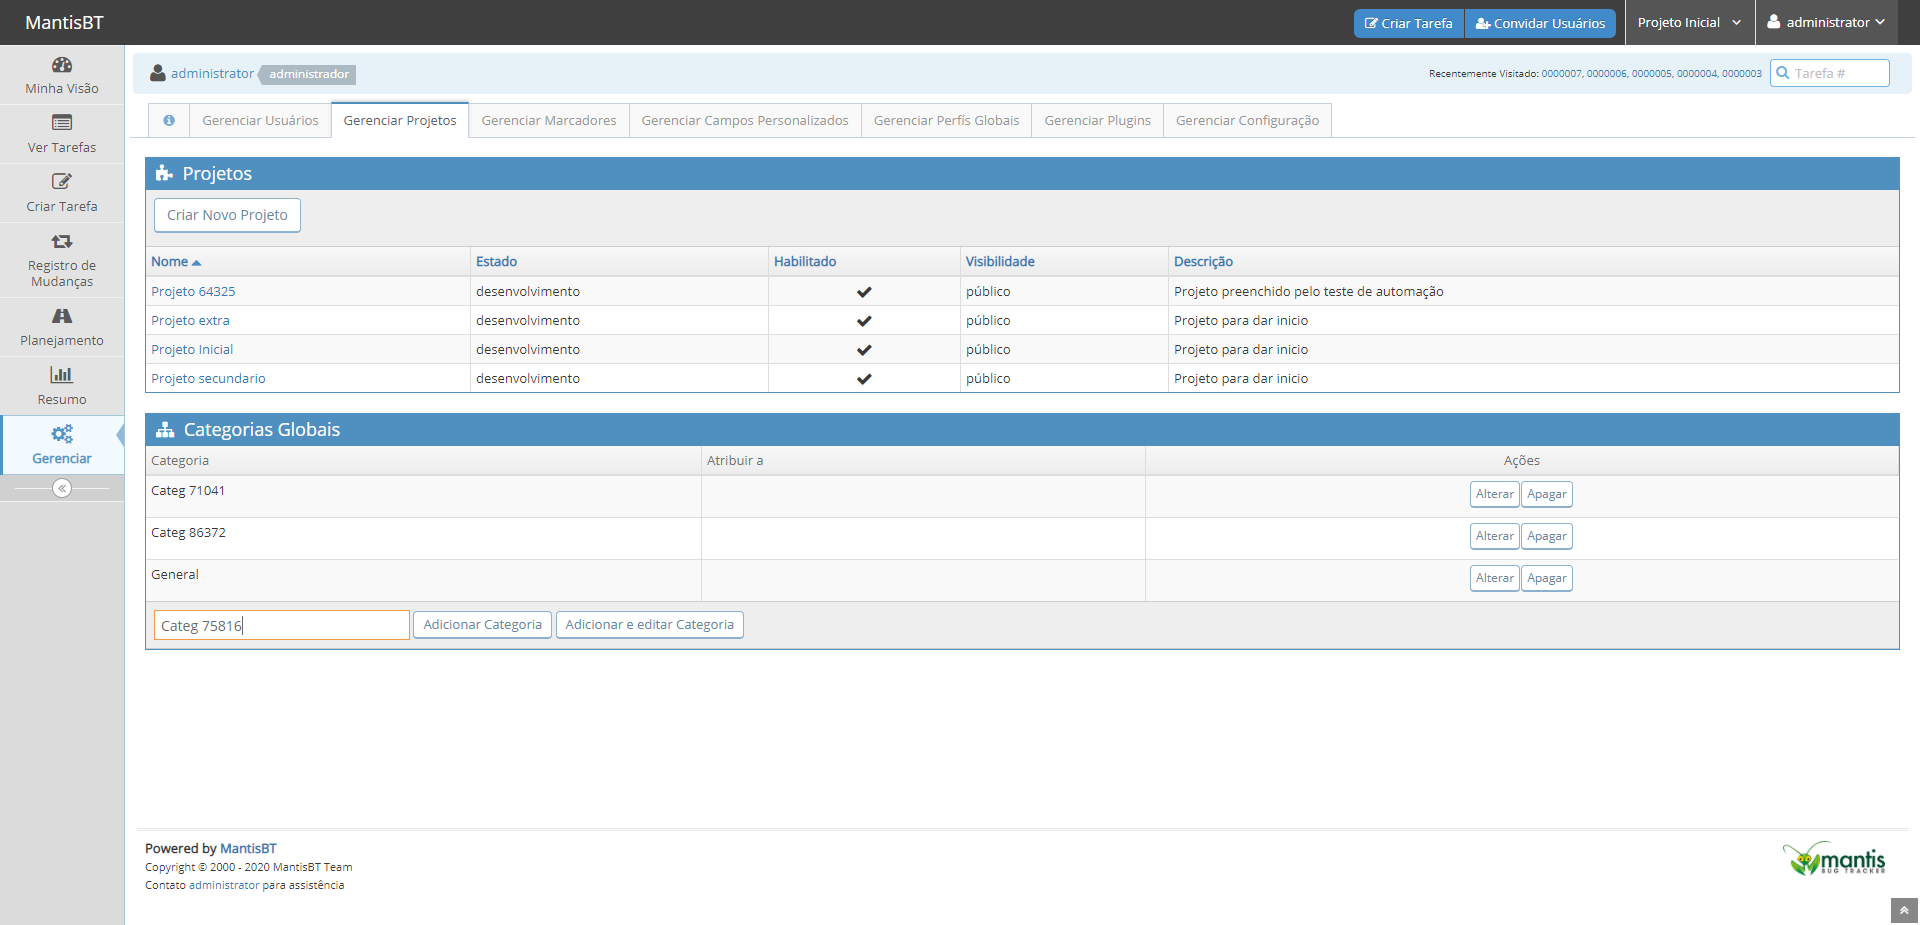 MantisBT
Criar Tarefa
Convidar Usuários
Projeto Inicial
administrator
Minha Visão
Ver Tarefas
Criar Tarefa
Registro de
Mudanças
Planejamento
Resumo
Gerenciar
administrator administrador
Recentemente Visitado: 0000007, 0000006, 0000005, 0000004, 0000003
Tarefa #
Gerenciar Usuários
Gerenciar Projetos
Gerenciar Marcadores
Gerenciar Campos Personalizados
Gerenciar Perfís Globais
Gerenciar Plugins
Gerenciar Configuração
Projetos
Criar Novo Projeto
Nome Estado Habilitado Visibilidade Descrição
Projeto 64325 desenvolvimento público Projeto preenchido pelo teste de automação
Projeto extra desenvolvimento público Projeto para dar inicio
Projeto Inicial desenvolvimento público Projeto para dar inicio
Projeto secundario desenvolvimento público Projeto para dar inicio
Categorias Globais
Categoria Atribuir a Ações
Categ 71041 Alterar Apagar
Categ 86372 Alterar Apagar
General Alterar Apagar
Categ 75816 Adicionar Categoria Adicionar e editar Categoria
Powered by MantisBT
Copyright © 2000 - 2020 MantisBT Team
Contato administrator para assistência
mantis
BUG TRACKER